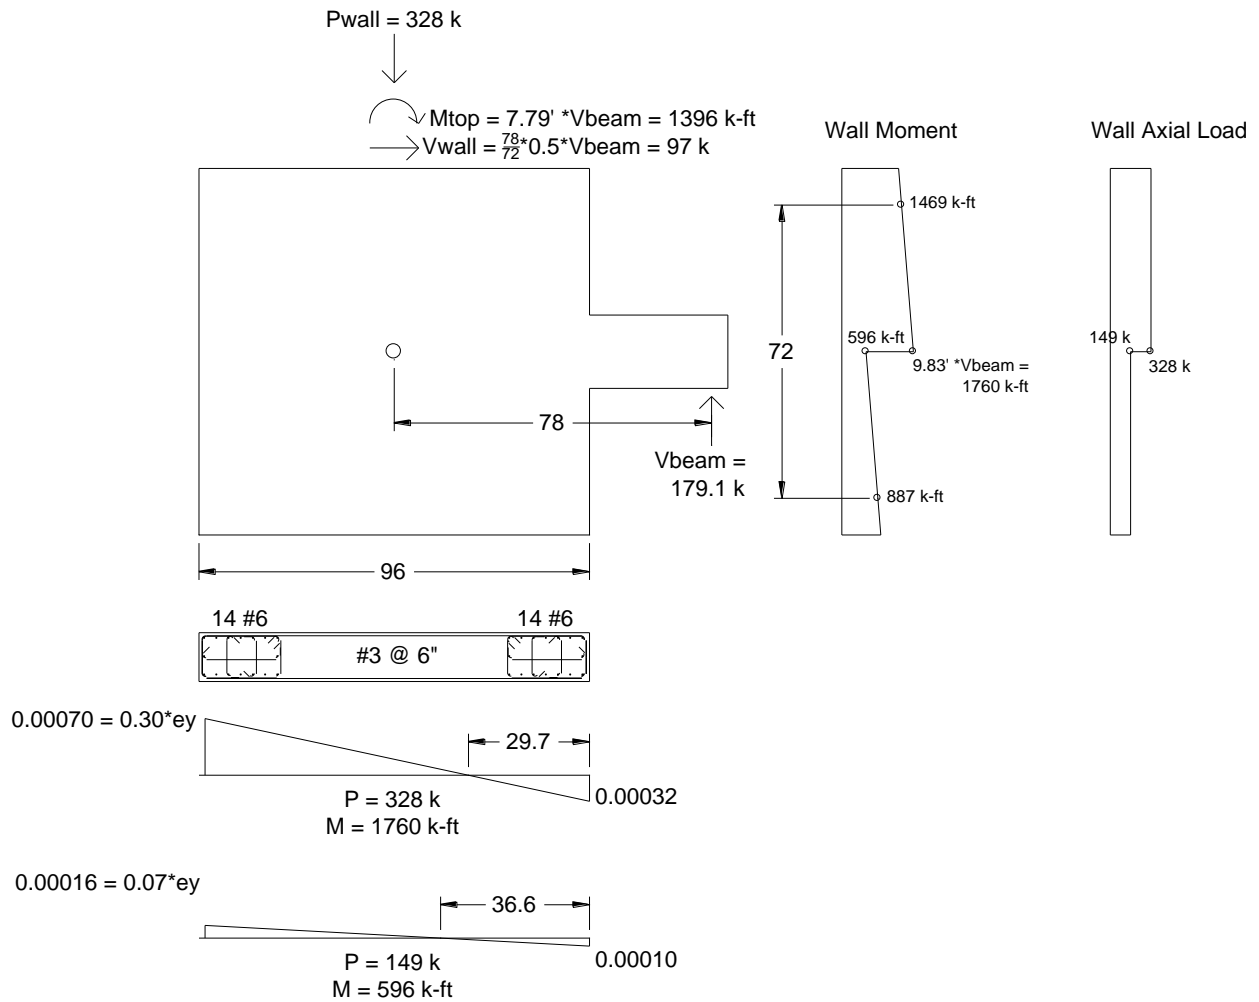 Pwall = 328 k
Mtop = 7.79' *Vbeam = 1396 k-ft
Vwall = 78/72*0.5*Vbeam = 97 k
Wall Moment
Wall Axial Load
1469 k-ft
72
596 k-ft
9.83' *Vbeam =
1760 k-ft
887 k-ft
149 k
328 k
78
Vbeam =
179.1 k
96
14 #6
14 #6
#3 @ 6"
0.00070 = 0.30*ey
29.7
0.00032
P = 328 k
M = 1760 k-ft
0.00016 = 0.07*ey
36.6
0.00010
P = 149 k
M = 596 k-ft